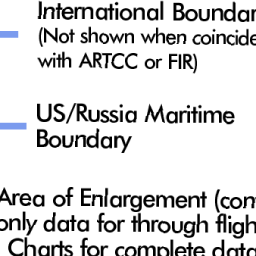 International Boundar
(Not shown when coincide
with ARTCC or FIR)
US/Russia Maritime
Boundary
Area of Enlargement (con
only data for through fligh
Charts for complete data